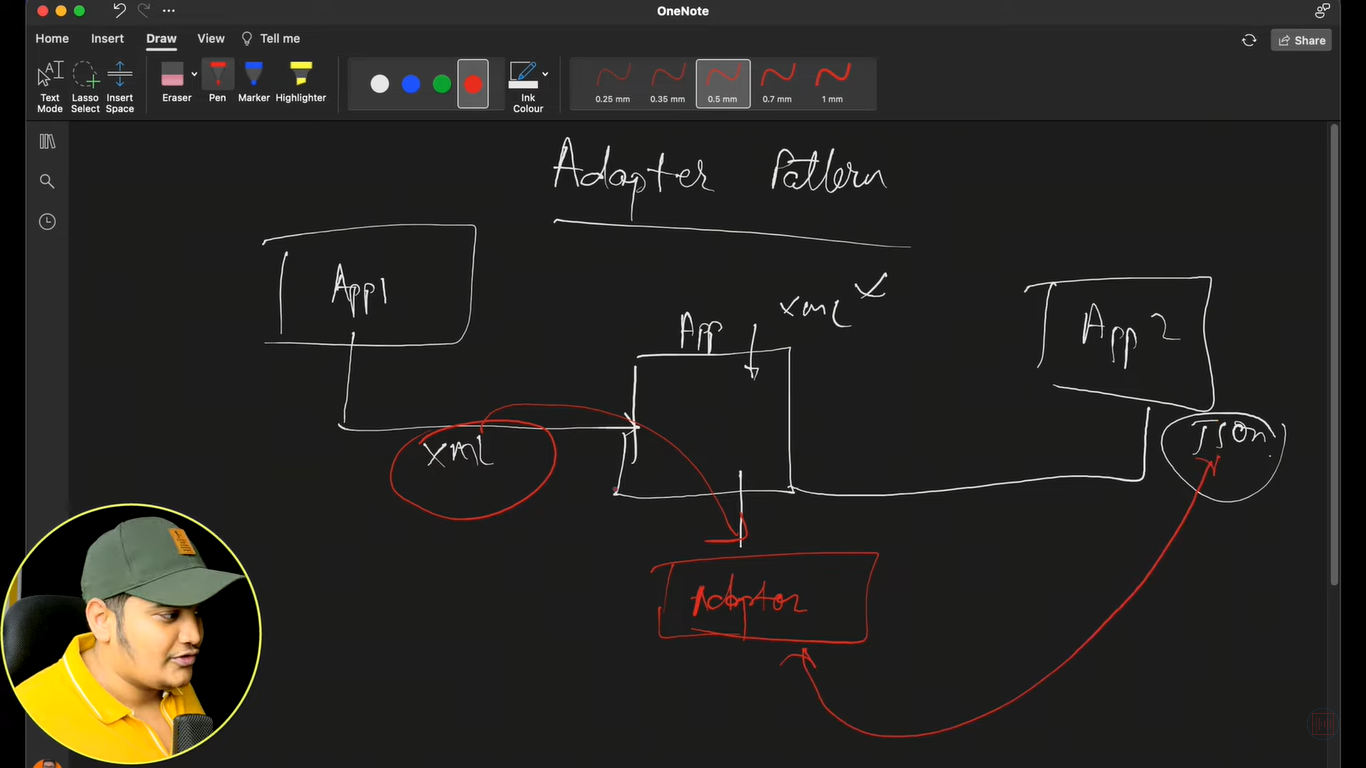 OneNote
Home Insert Draw View Tell me
Share
Text Mode
Lasso Select
Insert Space
Eraser
Pen
Marker
Highlighter
Ink Colour
0.25 mm
0.35 mm
0.5 mm
0.7 mm
1 mm
Adapter Pattern
App1
App
xml x
App 2
xml
JSOn
Adaptor